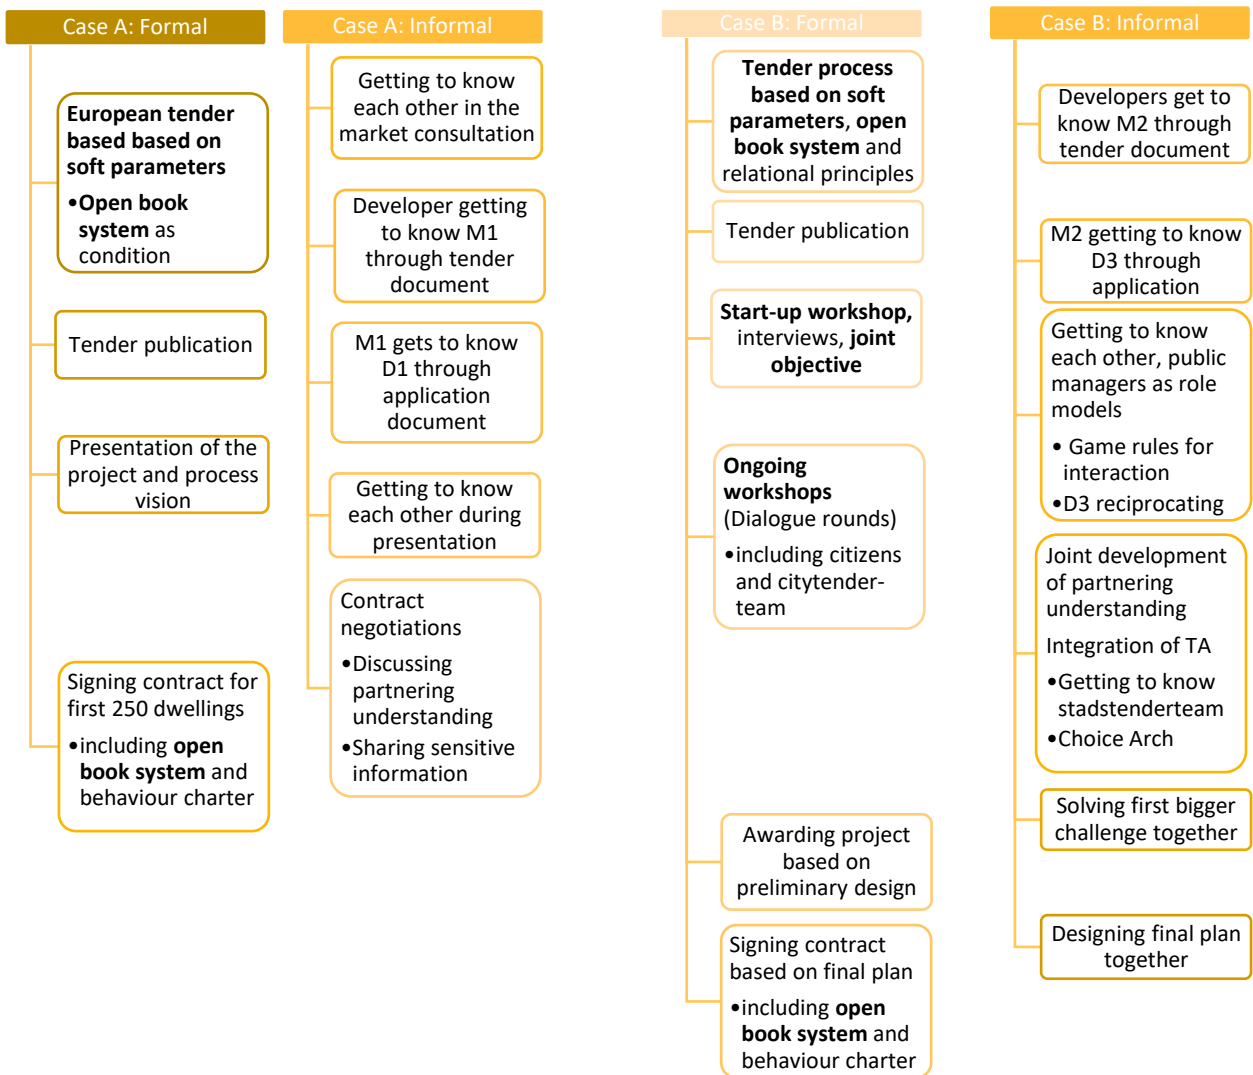 Case A: Formal
European tender
based based on
soft parameters
•Open book
system as
condition
Tender publication
Presentation of the
project and process
vision
Signing contract for
first 250 dwellings
•including open
book system and
behaviour charter
Case A: Informal
Getting to know
each other in the
market consultation
Developer getting
to know M1
through tender
document
M1 gets to know
D1 through
application
document
Getting to know
each other during
presentation
Contract
negotiations
•Discussing
partnering
understanding
•Sharing sensitive
information
Case B: Formal
Tender process
based on soft
parameters, open
book system and
relational principles
Tender publication
Start-up workshop,
interviews, joint
objective
Ongoing
workshops
(Dialogue rounds)
•including citizens
and citytender-
team
Awarding project
based on
preliminary design
Signing contract
based on final plan
•including open
book system and
behaviour charter
Case B: Informal
Developers get to
know M2 through
tender document
M2 getting to know
D3 through
application
Getting to know
each other, public
managers as role
models
• Game rules for
interaction
•D3 reciprocating
Joint development
of partnering
understanding
Integration of TA
•Getting to know
stadstenderteam
•Choice Arch
Solving first bigger
challenge together
Designing final plan
together